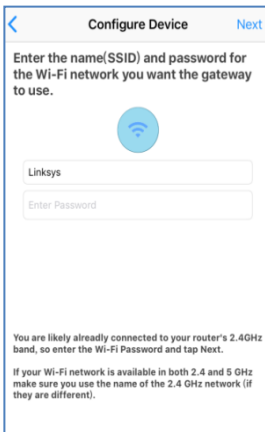 Configure Device
Next
Enter the name(SSID) and password for
the Wi-Fi network you want the gateway
to use.
Linksys
Enter Password
You are likely alreadly connected to your router's 2.4GHz
band, so enter the Wi-Fi Password and tap Next.
If your Wi-Fi network is available in both 2.4 and 5 GHz
make sure you use the name of the 2.4 GHz network (if
they are different).